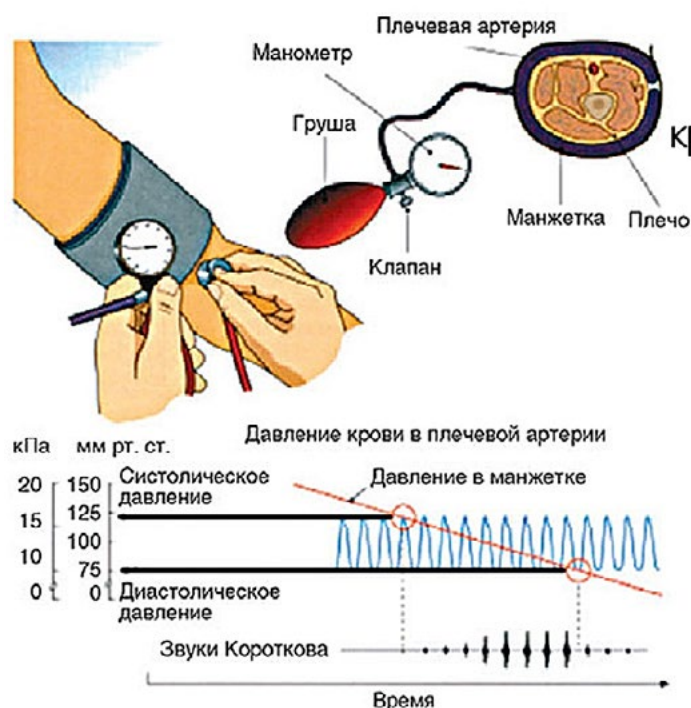 Плечевая артерия
Манометр
Груша
Манжетка
Плечо
Клапан
Давление крови в плечевой артерии
кПа
мм рт. ст.
20
150
Систолическое
давление
Давление в манжетке
15
125
10
100
75
0
0
Диастолическое
давление
Звуки Короткова
Время